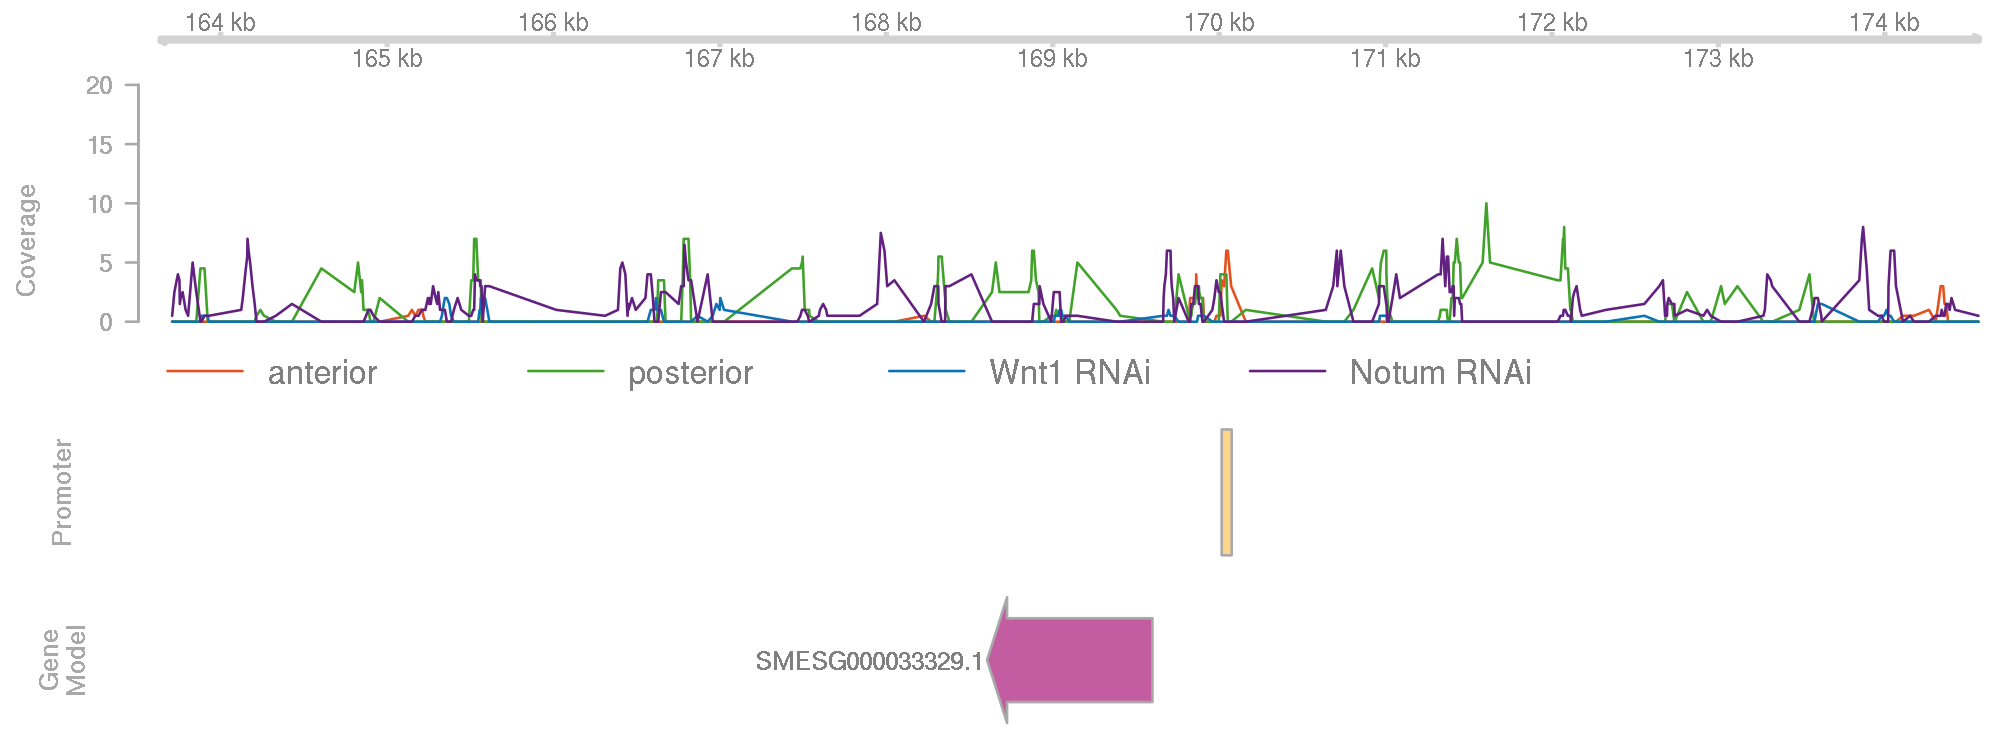 164 kb 166 kb 168 kb 170 kb 172 kb 174 kb
165 kb 167 kb 169 kb 171 kb 173 kb
20
15
10
5
0
Coverage
anterior posterior Wnt1 RNAi Notum RNAi
Promoter
Gene
Model
SMESG000033329.1